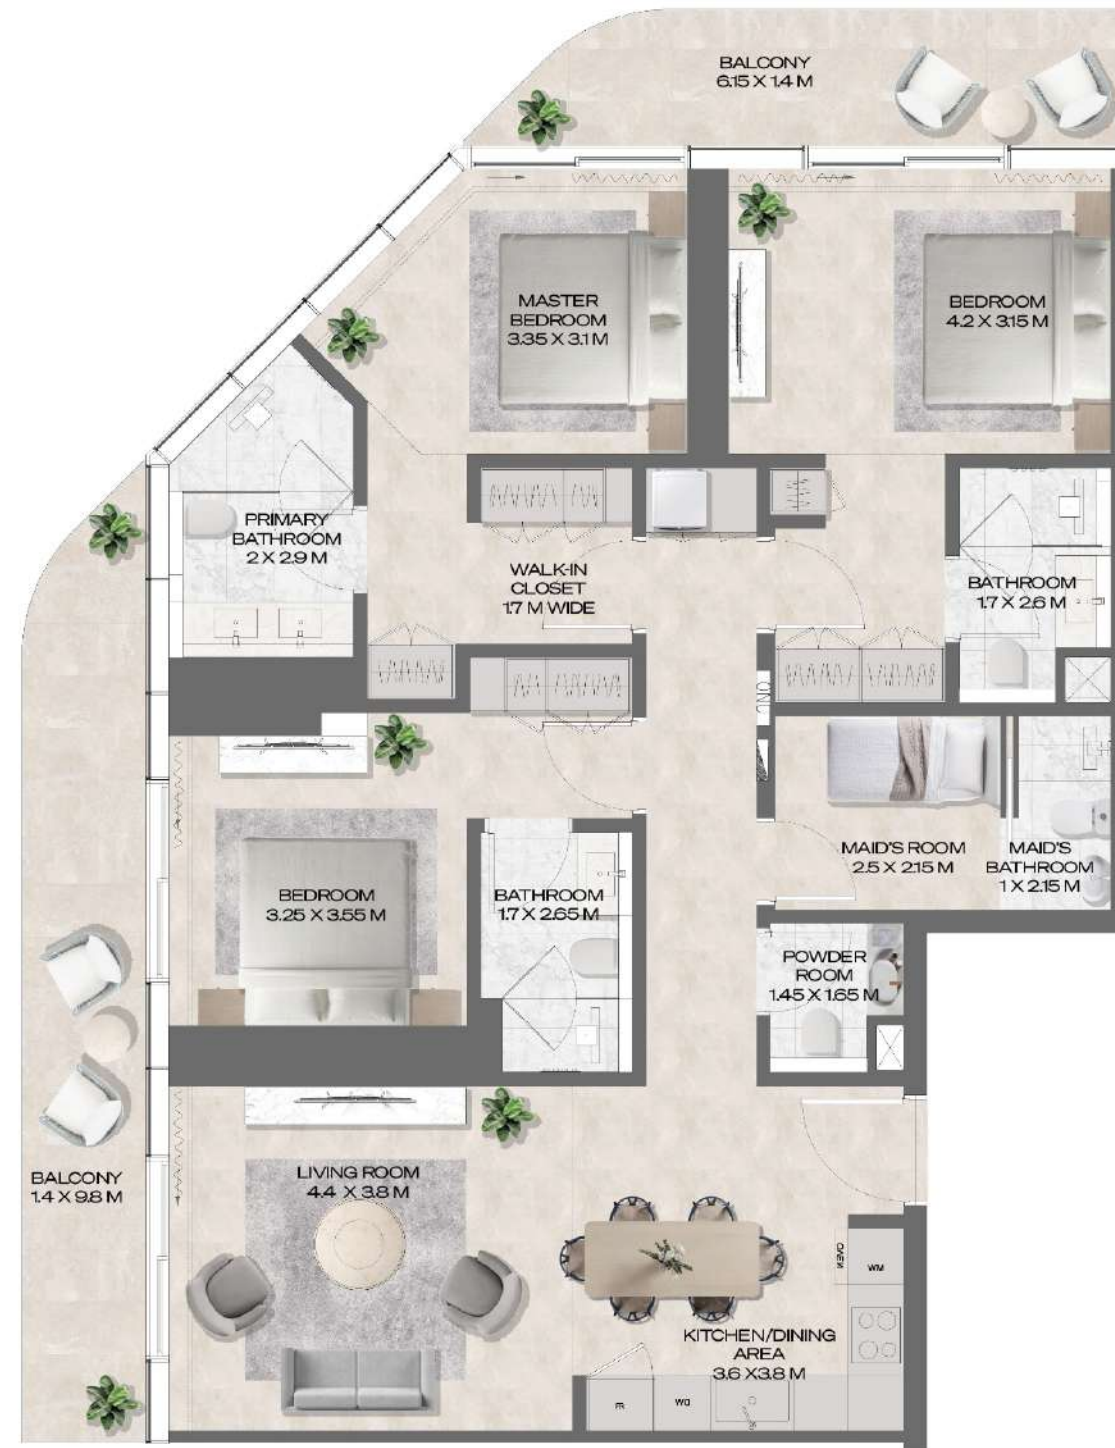 BALCONY
6.15 X 1.4 M
MASTER
BEDROOM
3.35 X 3.1 M
BEDROOM
4.2 X 3.15 M
PRIMARY
BATHROOM
2 X 2.9 M
WALK-IN
CLOSET
1.7 M WIDE
BATHROOM
1.7 X 2.6 M
MAID'S ROOM
2.5 X 2.15 M
MAID'S
BATHROOM
1 X 2.15 M
BEDROOM
3.25 X 3.55 M
BATHROOM
1.7 X 2.65 M
POWDER
ROOM
1.45 X 1.65 M
BALCONY
1.4 X 9.8 M
LIVING ROOM
4.4 X 3.8 M
OVEN
WM
KITCHEN/DINING
AREA
3.6 X3.8 M
FR